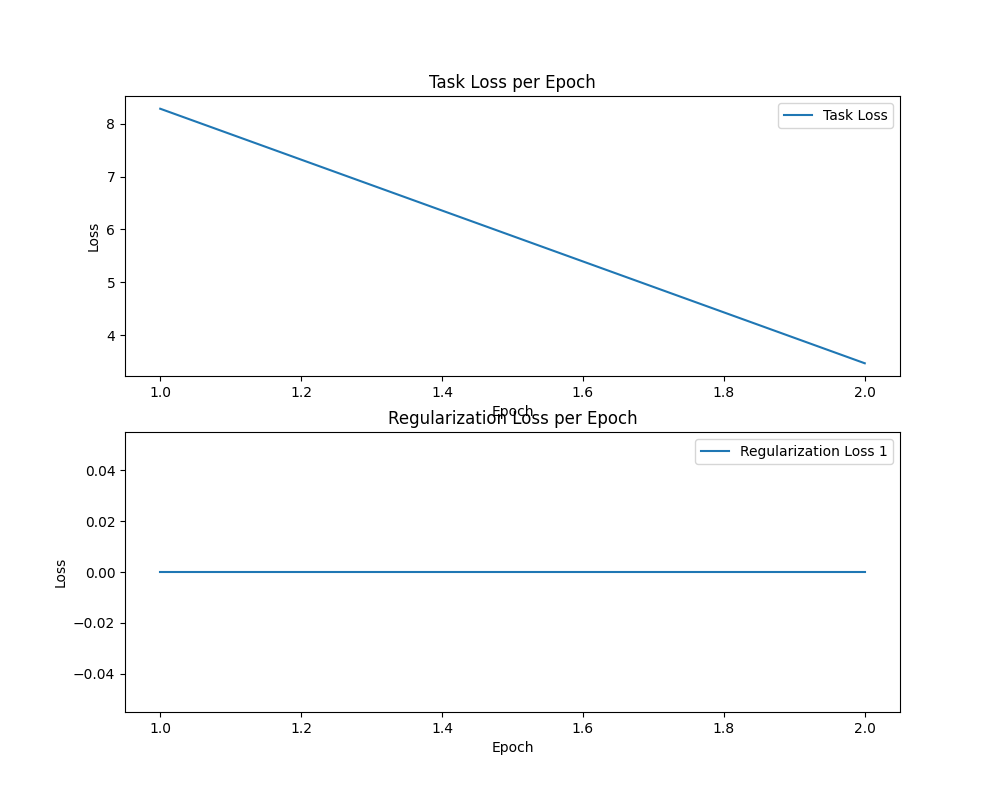 Task Loss per Epoch
Task Loss
8
7
6
5
4
Loss
1.0 1.2 1.4 1.6 1.8 2.0
Epoch
Regularization Loss per Epoch
Regularization Loss 1
0.04
0.02
0.00
−0.02
−0.04
Loss
1.0 1.2 1.4 1.6 1.8 2.0
Epoch